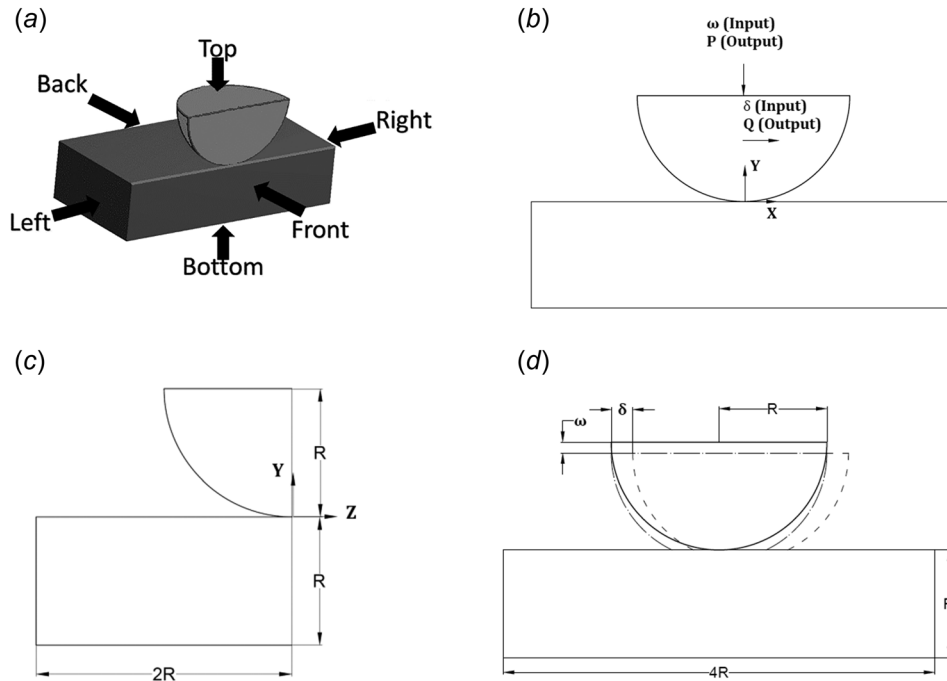 (a)
Top
Back
Right
Left
Front
Bottom
(b)
ω (Input)
P (Output)
δ (Input)
Q (Output)
Y
X
(c)
R
Y
Z
R
2R
(d)
δ
R
ω
4R